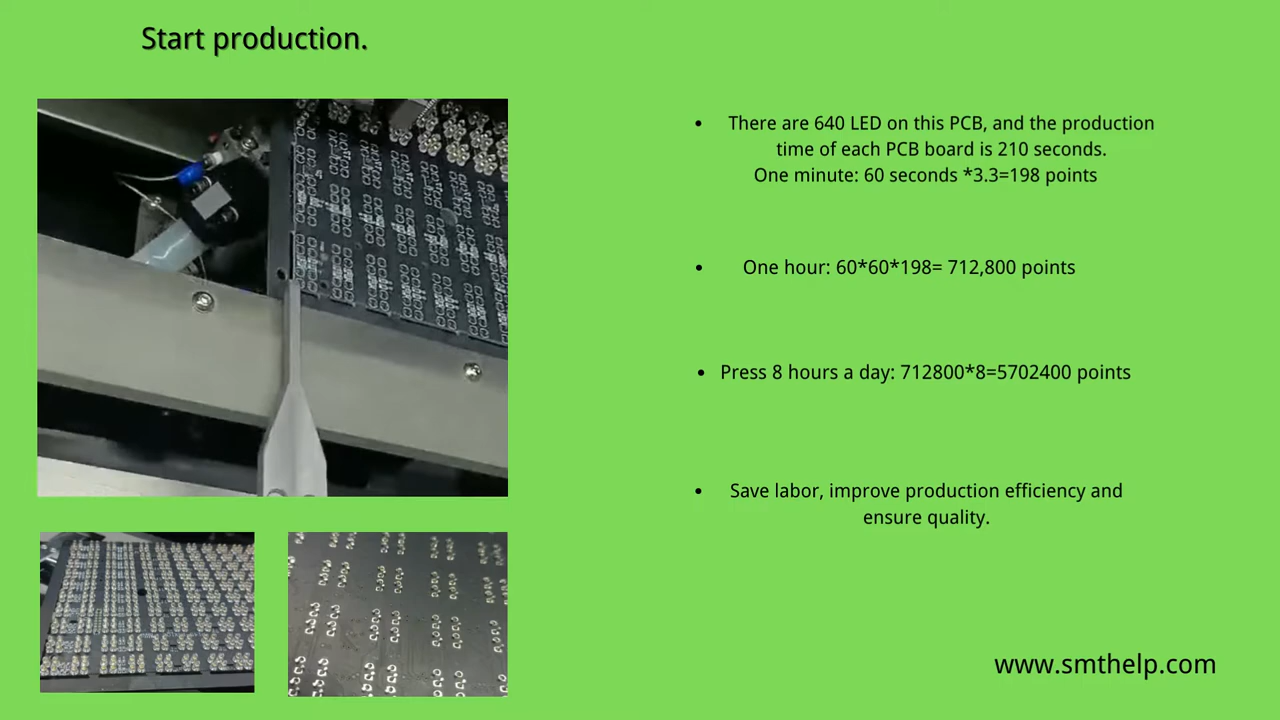 Start production.
• There are 640 LED on this PCB, and the production
time of each PCB board is 210 seconds.
One minute: 60 seconds *3.3=198 points
• One hour: 60*60*198= 712,800 points
• Press 8 hours a day: 712800*8=5702400 points
• Save labor, improve production efficiency and
ensure quality.
www.smthelp.com